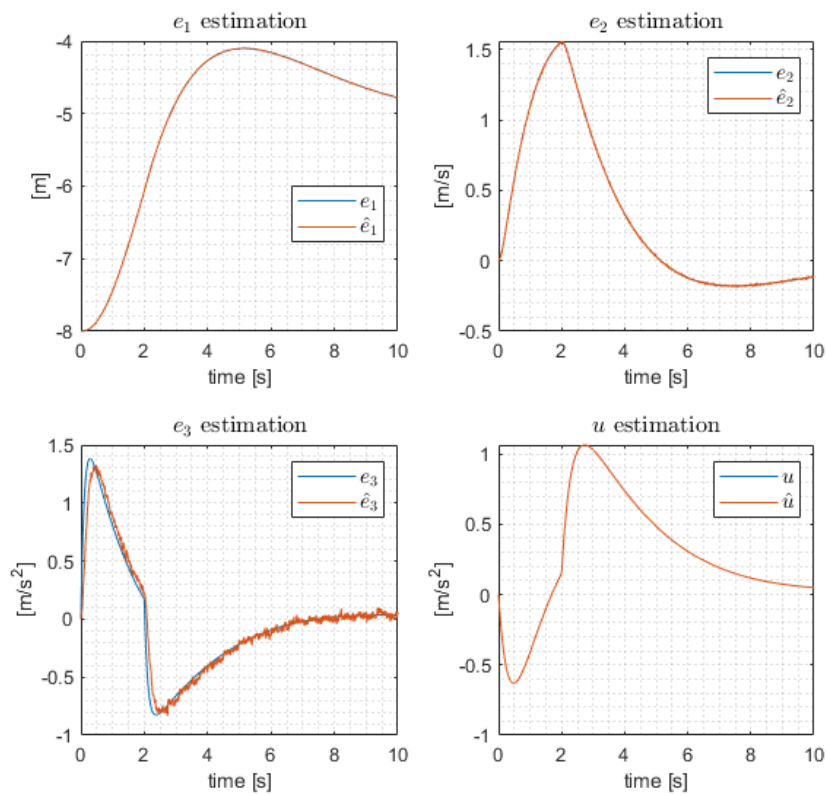 e₁ estimation
-4
-5
-6
-7
-8
[m]
e₁
ê₁
0 2 4 6 8 10
time [s]
e₂ estimation
1.5
1
0.5
0
-0.5
[m/s]
e₂
ê₂
0 2 4 6 8 10
time [s]
e₃ estimation
1.5
1
0.5
0
-0.5
-1
[m/s²]
e₃
ê₃
0 2 4 6 8 10
time [s]
u estimation
1
0.5
0
-0.5
-1
[m/s²]
u
û
0 2 4 6 8 10
time [s]